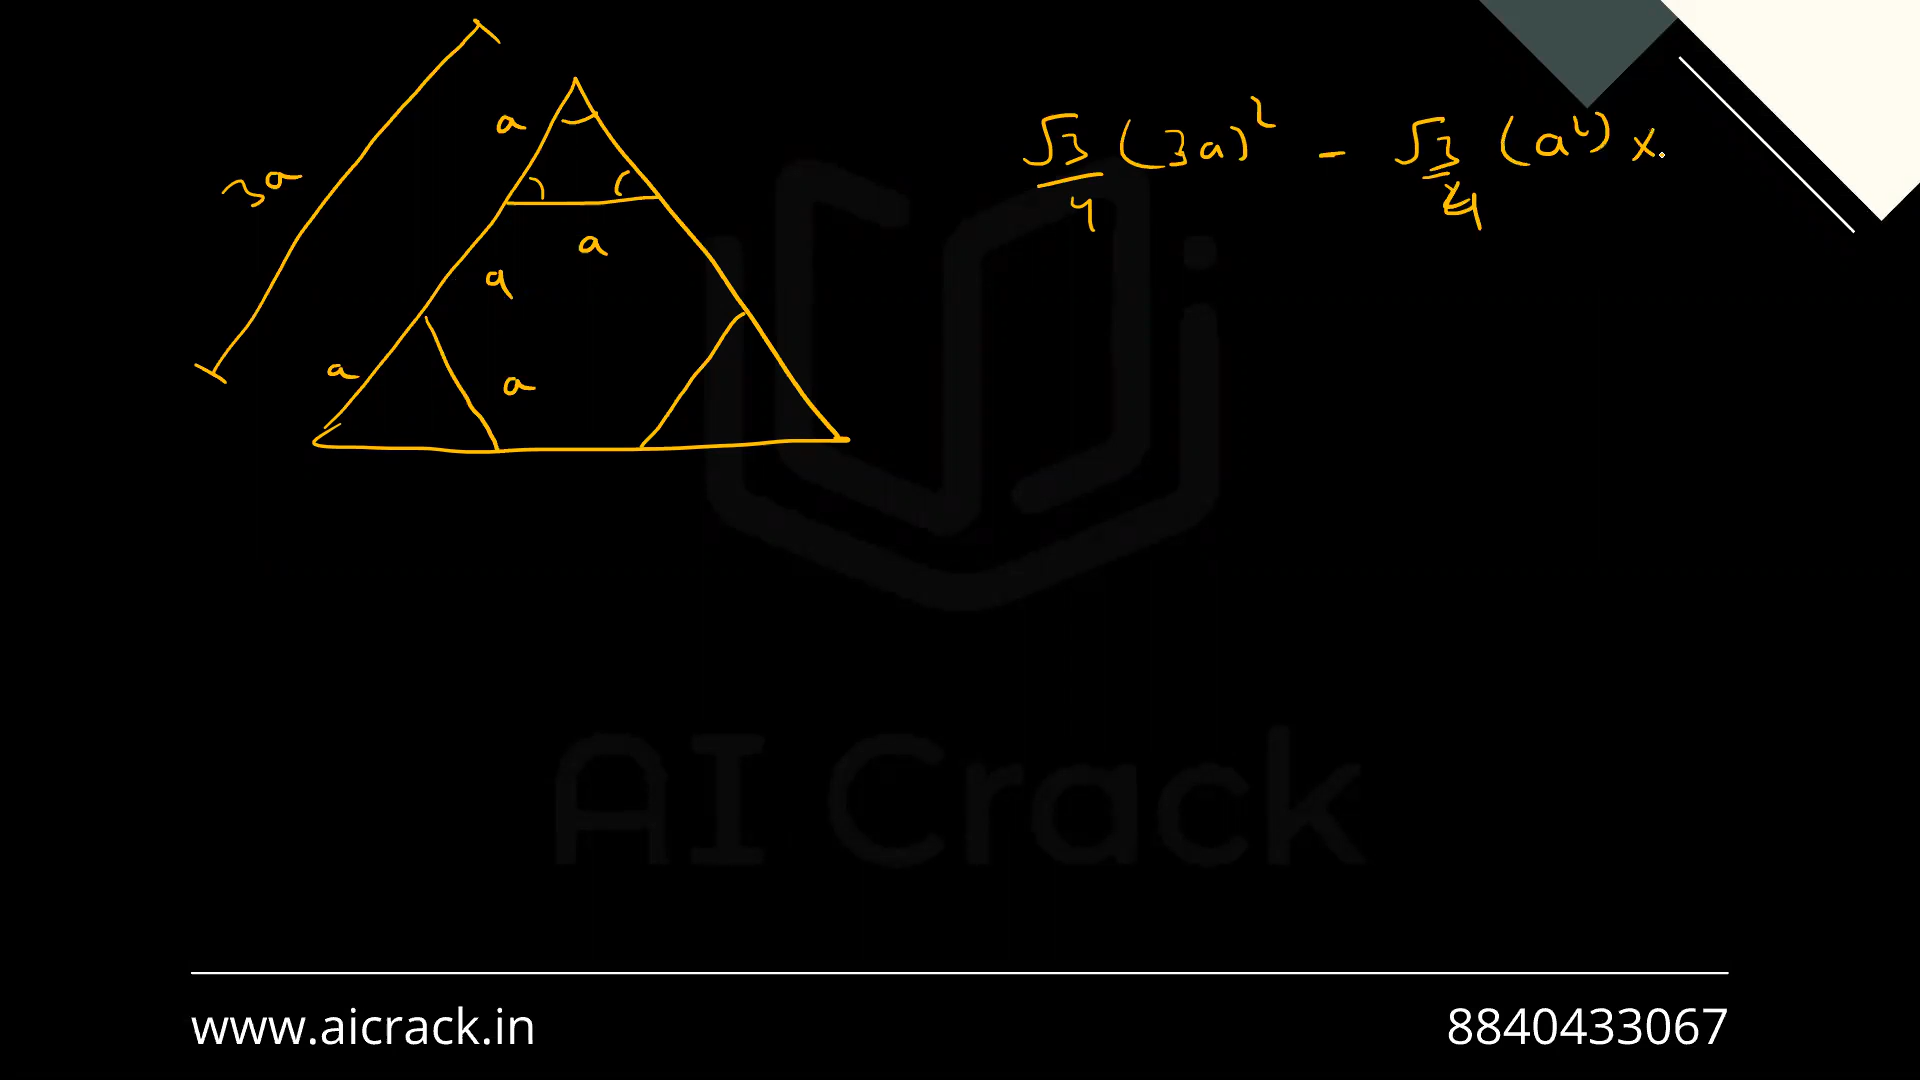 3a
a
a
a
a
a
√3/4 (3a)² - √3/4 (a²) x
AI Crack
www.aicrack.in
8840433067